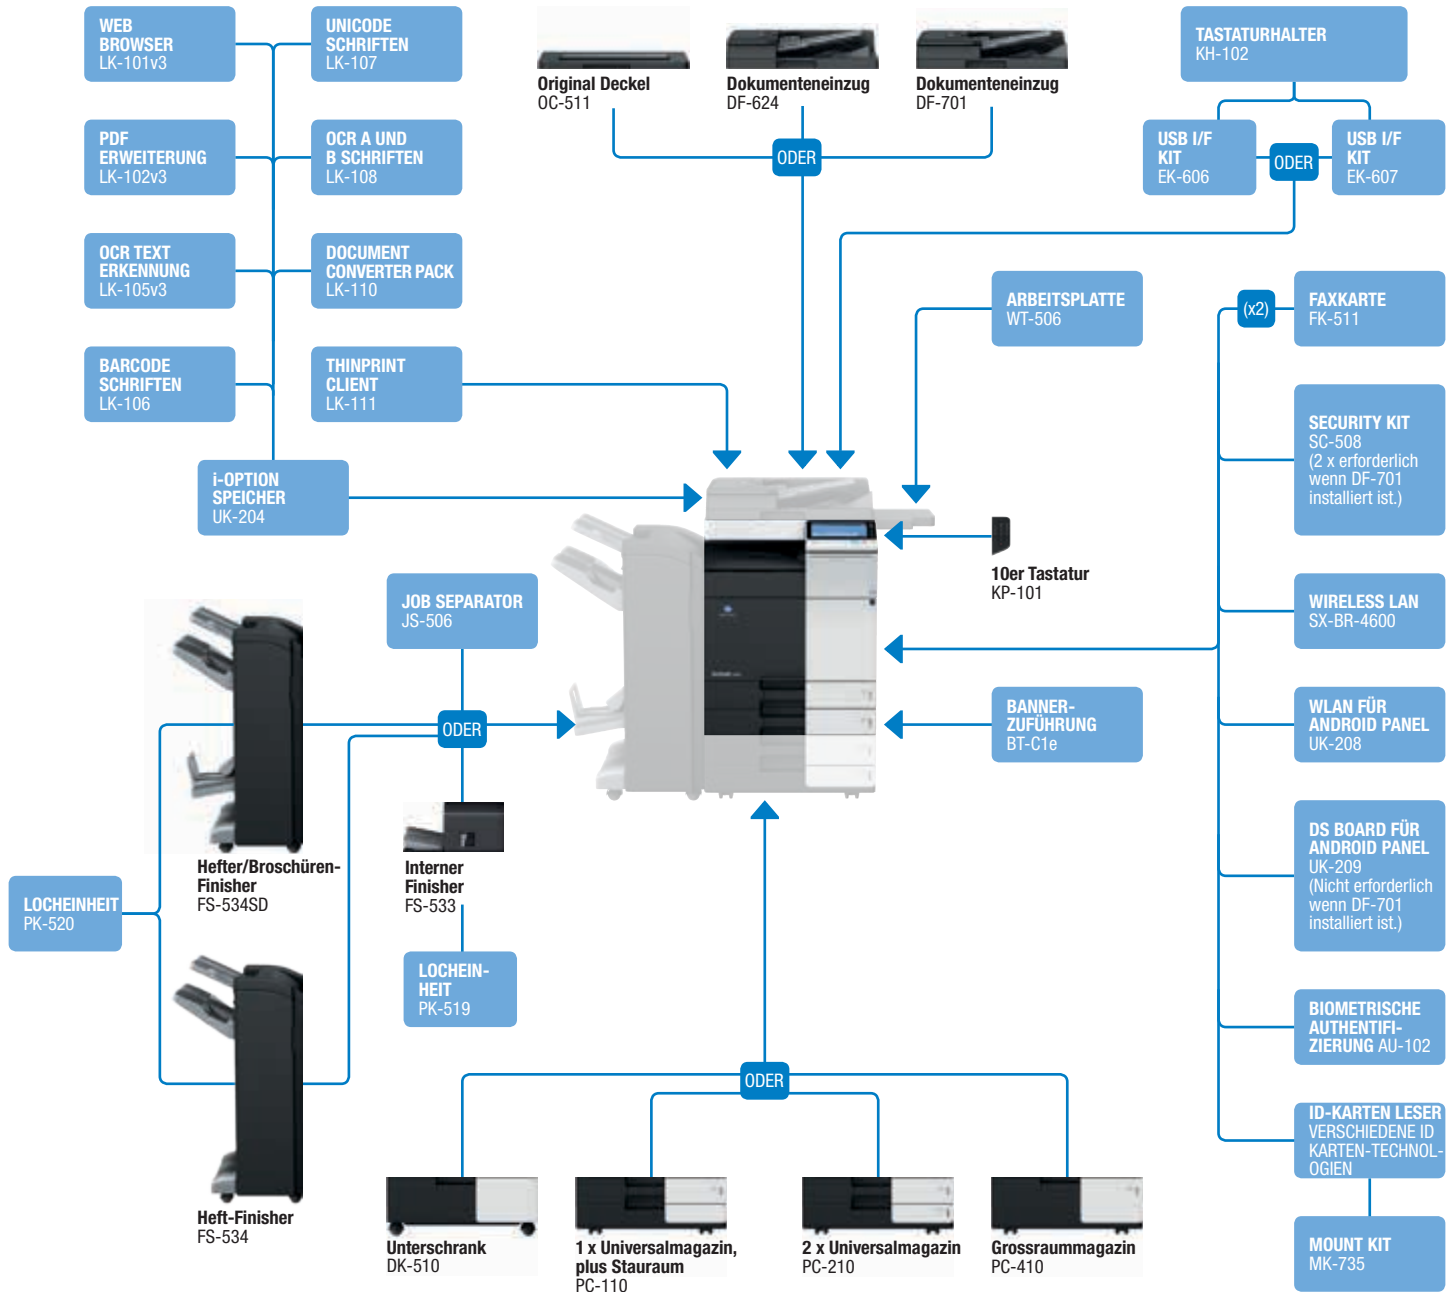 WEB
BROWSER
LK-101v3
UNICODE
SCHRIFTEN
LK-107
PDF
ERWEITERUNG
LK-102v3
OCR A UND
B SCHRIFTEN
LK-108
OCR TEXT
ERKENNUNG
LK-105v3
DOCUMENT
CONVERTER PACK
LK-110
BARCODE
SCHRIFTEN
LK-106
THINPRINT
CLIENT
LK-111
i-OPTION
SPEICHER
UK-204
Original Deckel
OC-511
Dokumenteneinzug
DF-624
Dokumenteneinzug
DF-701
ODER
TASTATURHALTER
KH-102
USB I/F
KIT
EK-606
ODER
USB I/F
KIT
EK-607
ARBEITSPLATTE
WT-506
(x2)
FAXKARTE
FK-511
SECURITY KIT
SC-508
(2 x erforderlich
wenn DF-701
installiert ist.)
10er Tastatur
KP-101
WIRELESS LAN
SX-BR-4600
BANNER-
ZUFÜHRUNG
BT-C1e
WLAN FÜR
ANDROID PANEL
UK-208
DS BOARD FÜR
ANDROID PANEL
UK-209
(Nicht erforderlich
wenn DF-701
installiert ist.)
BIOMETRISCHE
AUTHENTIFI-
ZIERUNG AU-102
ID-KARTEN LESER
VERSCHIEDENE ID
KARTEN-TECHNOL-
OGIEN
MOUNT KIT
MK-735
JOB SEPARATOR
JS-506
ODER
Hefter/Broschüren-
Finisher
FS-534SD
Interner
Finisher
FS-533
LOCHEINHEIT
PK-520
LOCHEIN-
HEIT
PK-519
Heft-Finisher
FS-534
ODER
Unterschrank
DK-510
1 x Universalmagazin,
plus Stauraum
PC-110
2 x Universalmagazin
PC-210
Grossraummagazin
PC-410